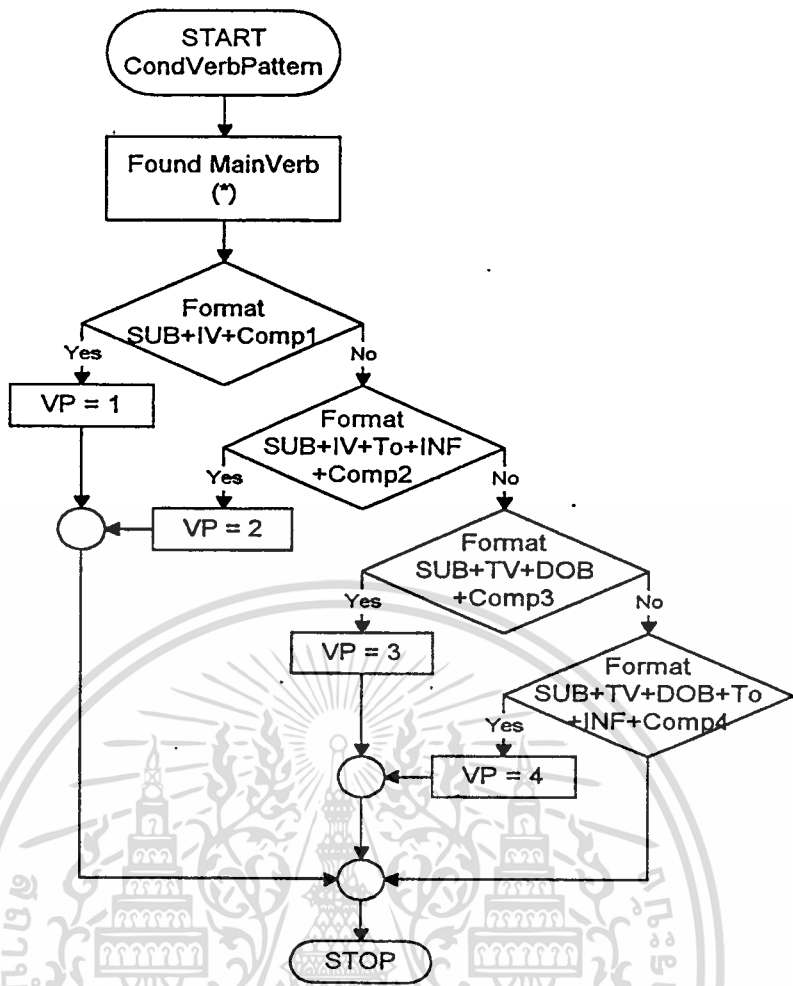 START
CondVerbPattern
Found MainVerb
(*)
Format
SUB+IV+Comp1
Yes
No
VP = 1
Format
SUB+IV+To+INF
+Comp2
Yes
No
VP = 2
Format
SUB+TV+DOB
+Comp3
Yes
No
VP = 3
Format
SUB+TV+DOB+To
+INF+Comp4
Yes
VP = 4
STOP